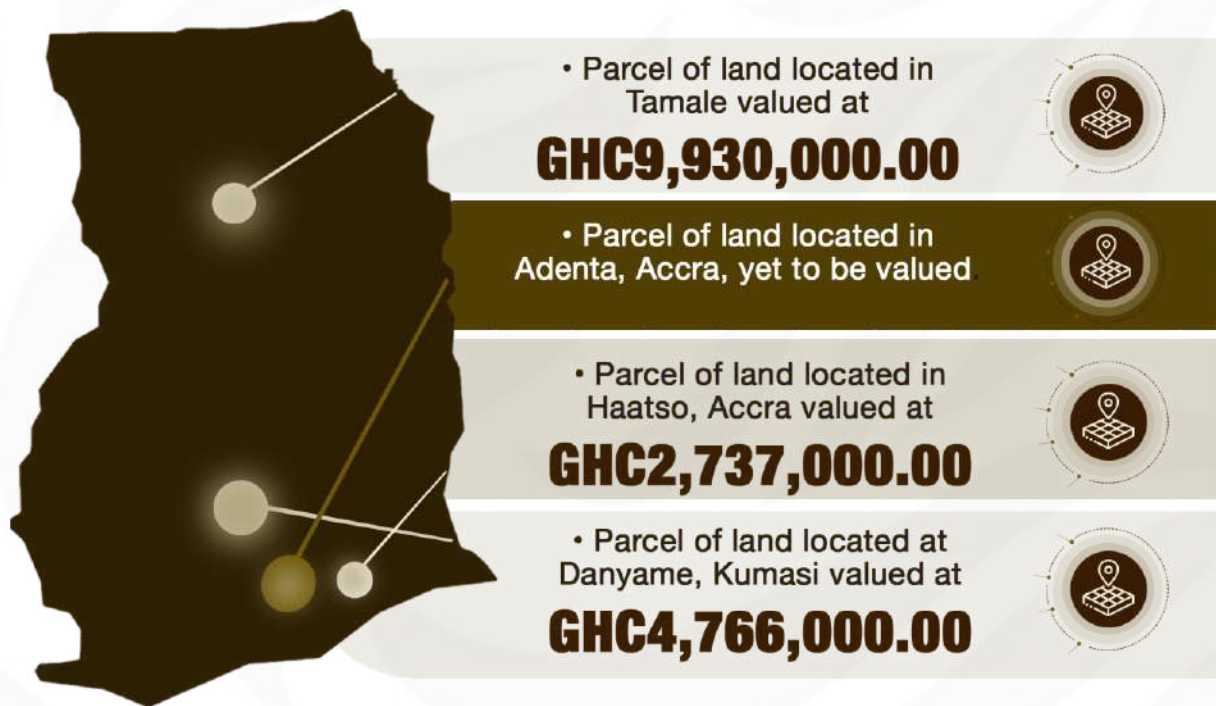 • Parcel of land located in
Tamale valued at
GHC9,930,000.00
• Parcel of land located in
Adenta, Accra, yet to be valued.
• Parcel of land located in
Haatso, Accra valued at
GHC2,737,000.00
• Parcel of land located at
Danyame, Kumasi valued at
GHC4,766,000.00